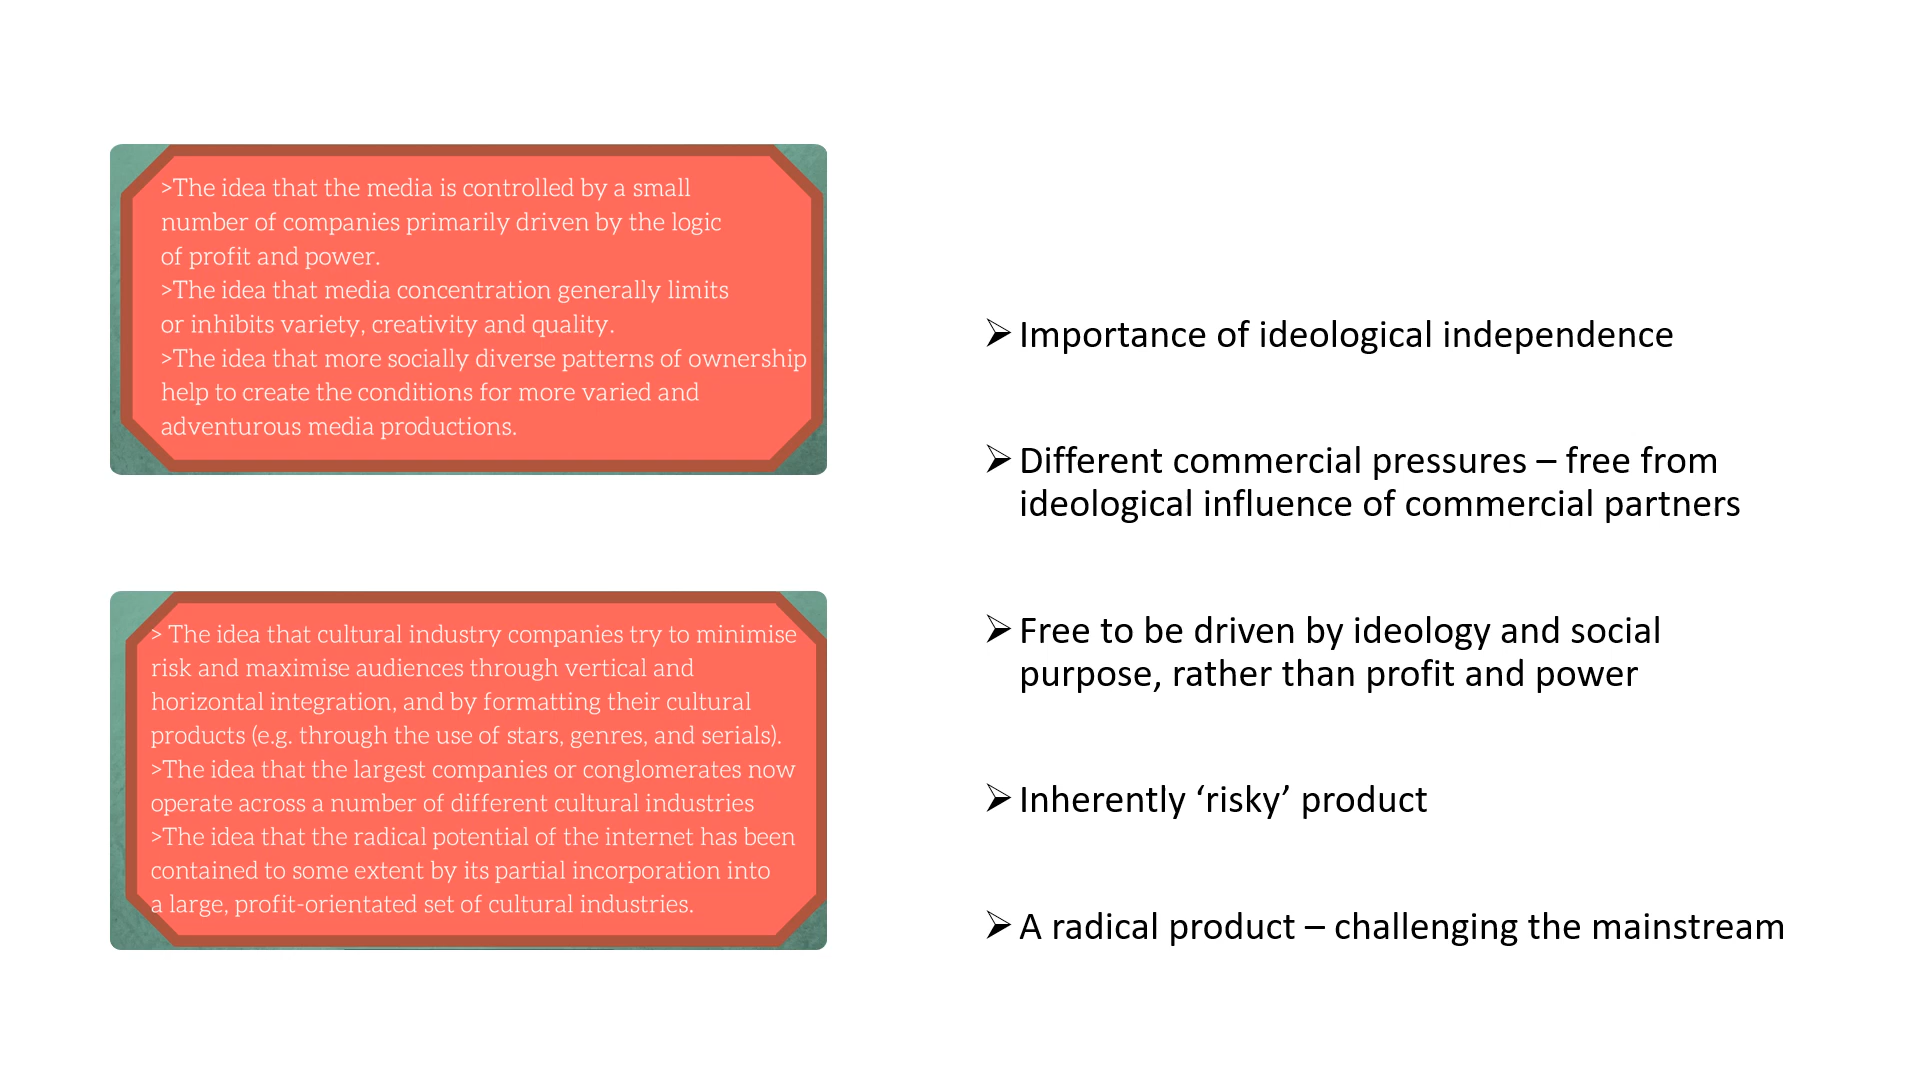 >The idea that the media is controlled by a small
number of companies primarily driven by the logic
of profit and power.
>The idea that media concentration generally limits
or inhibits variety, creativity and quality.
>The idea that more socially diverse patterns of ownership
help to create the conditions for more varied and
adventurous media productions.
> The idea that cultural industry companies try to minimise
risk and maximise audiences through vertical and
horizontal integration, and by formatting their cultural
products (e.g. through the use of stars, genres, and serials).
>The idea that the largest companies or conglomerates now
operate across a number of different cultural industries
>The idea that the radical potential of the internet has been
contained to some extent by its partial incorporation into
a large, profit-orientated set of cultural industries.
➢ Importance of ideological independence
➢ Different commercial pressures – free from
ideological influence of commercial partners
➢ Free to be driven by ideology and social
purpose, rather than profit and power
➢ Inherently ‘risky’ product
➢ A radical product – challenging the mainstream